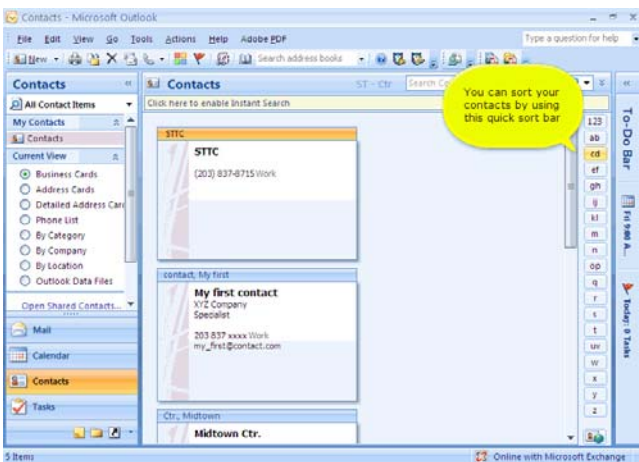 Contacts - Microsoft Outlook
File Edit View Go Tools Actions Help Adobe PDF
Type a question for help
New
Search address books
Contacts
Contacts
ST - Ctr
You can sort your
contacts by using
this quick sort bar
All Contact Items
Click here to enable Instant Search
My Contacts
Contacts
Current View
Business Cards
Address Cards
Detailed Address Car
Phone List
By Category
By Company
By Location
Outlook Data Files
Open Shared Contacts...
Mail
Calendar
Contacts
Tasks
STTC
STTC
(203) 837-8715 Work
contact, My first
My first contact
XYZ Company
Specialist
203 837 xxxx Work
my_first@contact.com
Ctr., Midtown
Midtown Ctr.
123
ab
cd
ef
gh
ij
kl
m
n
op
q
r
s
t
uv
w
x
y
z
To-Do Bar
Fri 9:00 A...
Today: 0 Tasks
5 Items
Online with Microsoft Exchange